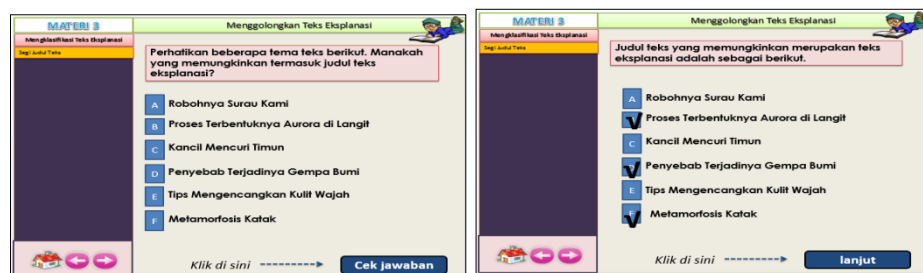 MATERI 3
Menggolongkan Teks Eksplanasi
Mengklasifikasi Teks Eksplanasi
Segi Judul Teks
Perhatikan beberapa tema teks berikut. Manakah
yang memungkinkan termasuk judul teks
eksplanasi?
A Robohnya Surau Kami
B Proses Terbentuknya Aurora di Langit
C Kancil Mencuri Timun
D Penyebab Terjadinya Gempa Bumi
E Tips Mengencangkan Kulit Wajah
F Metamorfosis Katak
Klik di sini
Cek jawaban
MATERI 3
Menggolongkan Teks Eksplanasi
Mengklasifikasi Teks Eksplanasi
Segi Judul Teks
Judul teks yang memungkinkan merupakan teks
eksplanasi adalah sebagai berikut.
A Robohnya Surau Kami
Proses Terbentuknya Aurora di Langit
C Kancil Mencuri Timun
Penyebab Terjadinya Gempa Bumi
E Tips Mengencangkan Kulit Wajah
Metamorfosis Katak
Klik di sini
lanjut